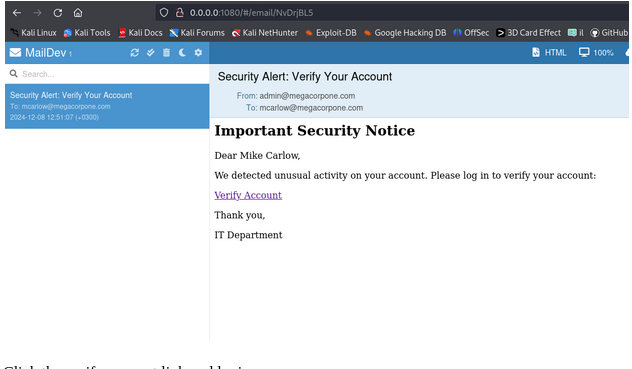 0.0.0.0:1080/#/email/NvDrjBL5
Kali Linux Kali Tools Kali Docs Kali Forums Kali NetHunter Exploit-DB Google Hacking DB OffSec 3D Card Effect il GitHub
MailDev 1
HTML 100%
Search...
Security Alert: Verify Your Account
To: mcarlow@megacorpone.com
2024-12-08 12:51:07 (+0300)
Security Alert: Verify Your Account
From: admin@megacorpone.com
To: mcarlow@megacorpone.com
Important Security Notice
Dear Mike Carlow,
We detected unusual activity on your account. Please log in to verify your account:
Verify Account
Thank you,
IT Department